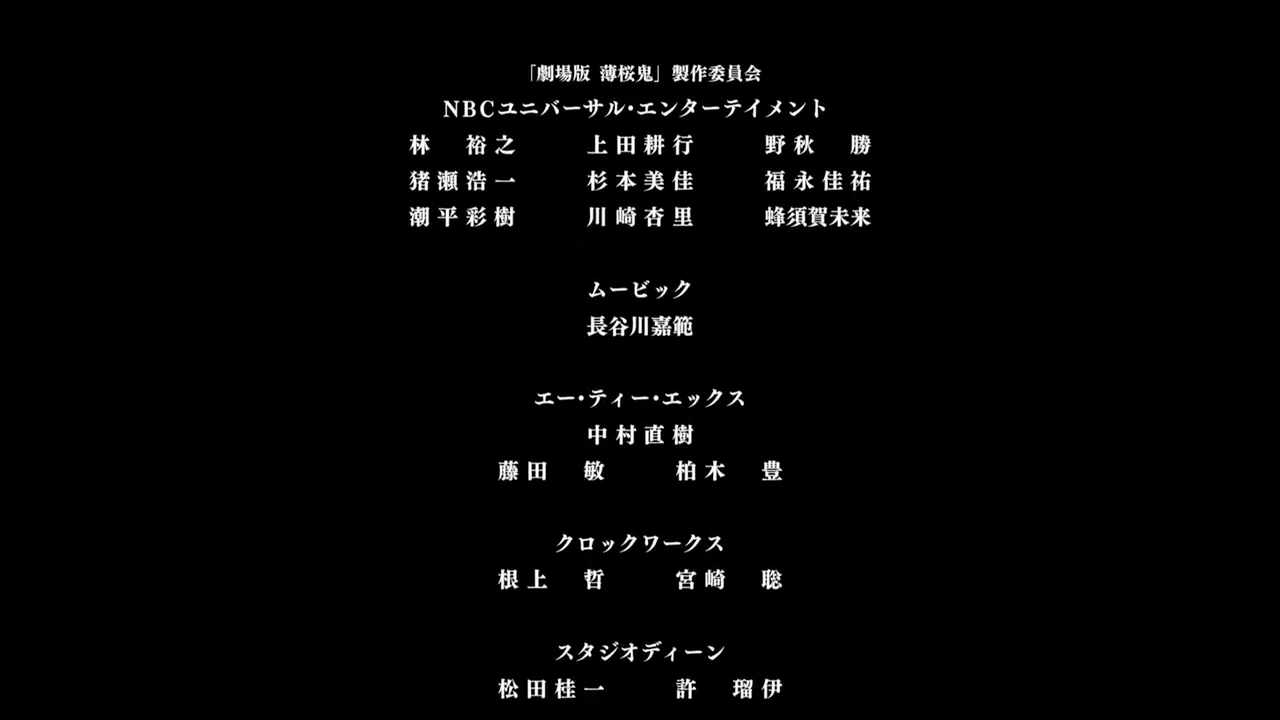 「劇場版 薄桜鬼」製作委員会
NBCユニバーサル・エンターテイメント
林　裕之　上田耕行　野秋　勝
猪瀬浩一　杉本美佳　福永佳祐
潮平彩樹　川崎杏里　蜂須賀未来
ムービック
長谷川嘉範
エー・ティー・エックス
中村直樹
藤田　敏　柏木　豊
クロックワークス
根上　哲　宮崎　聡
スタジオディーン
松田桂一　許　瑠伊